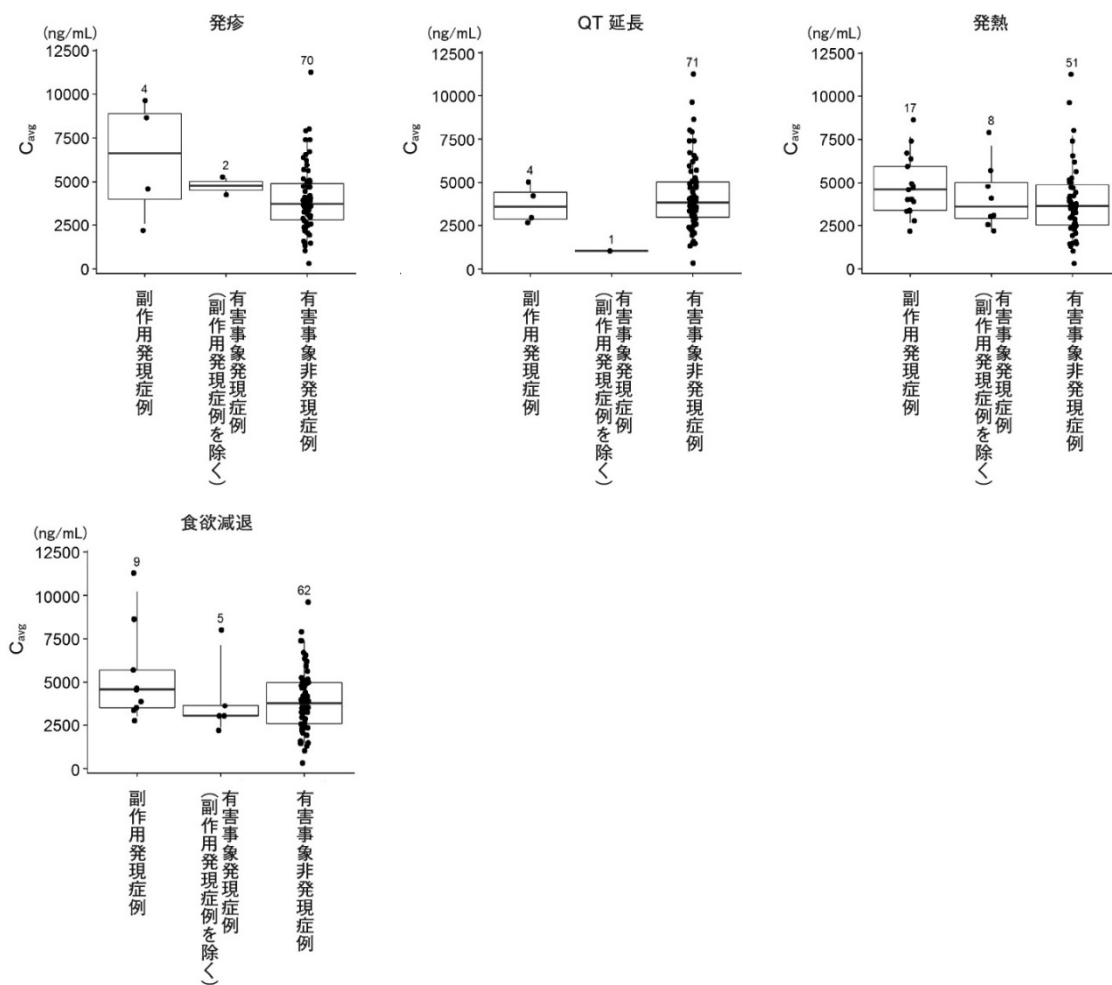 発疹
(ng/mL)
Cavg
12500
10000
7500
5000
2500
0
4
2
70
副作用発現症例
有害事象発現症例
(副作用発現症例を除く)
有害事象非発現症例
QT 延長
(ng/mL)
Cavg
12500
10000
7500
5000
2500
0
4
1
71
副作用発現症例
有害事象発現症例
(副作用発現症例を除く)
有害事象非発現症例
発熱
(ng/mL)
Cavg
12500
10000
7500
5000
2500
0
17
8
51
副作用発現症例
有害事象発現症例
(副作用発現症例を除く)
有害事象非発現症例
食欲減退
(ng/mL)
Cavg
12500
10000
7500
5000
2500
0
9
5
62
副作用発現症例
有害事象発現症例
(副作用発現症例を除く)
有害事象非発現症例